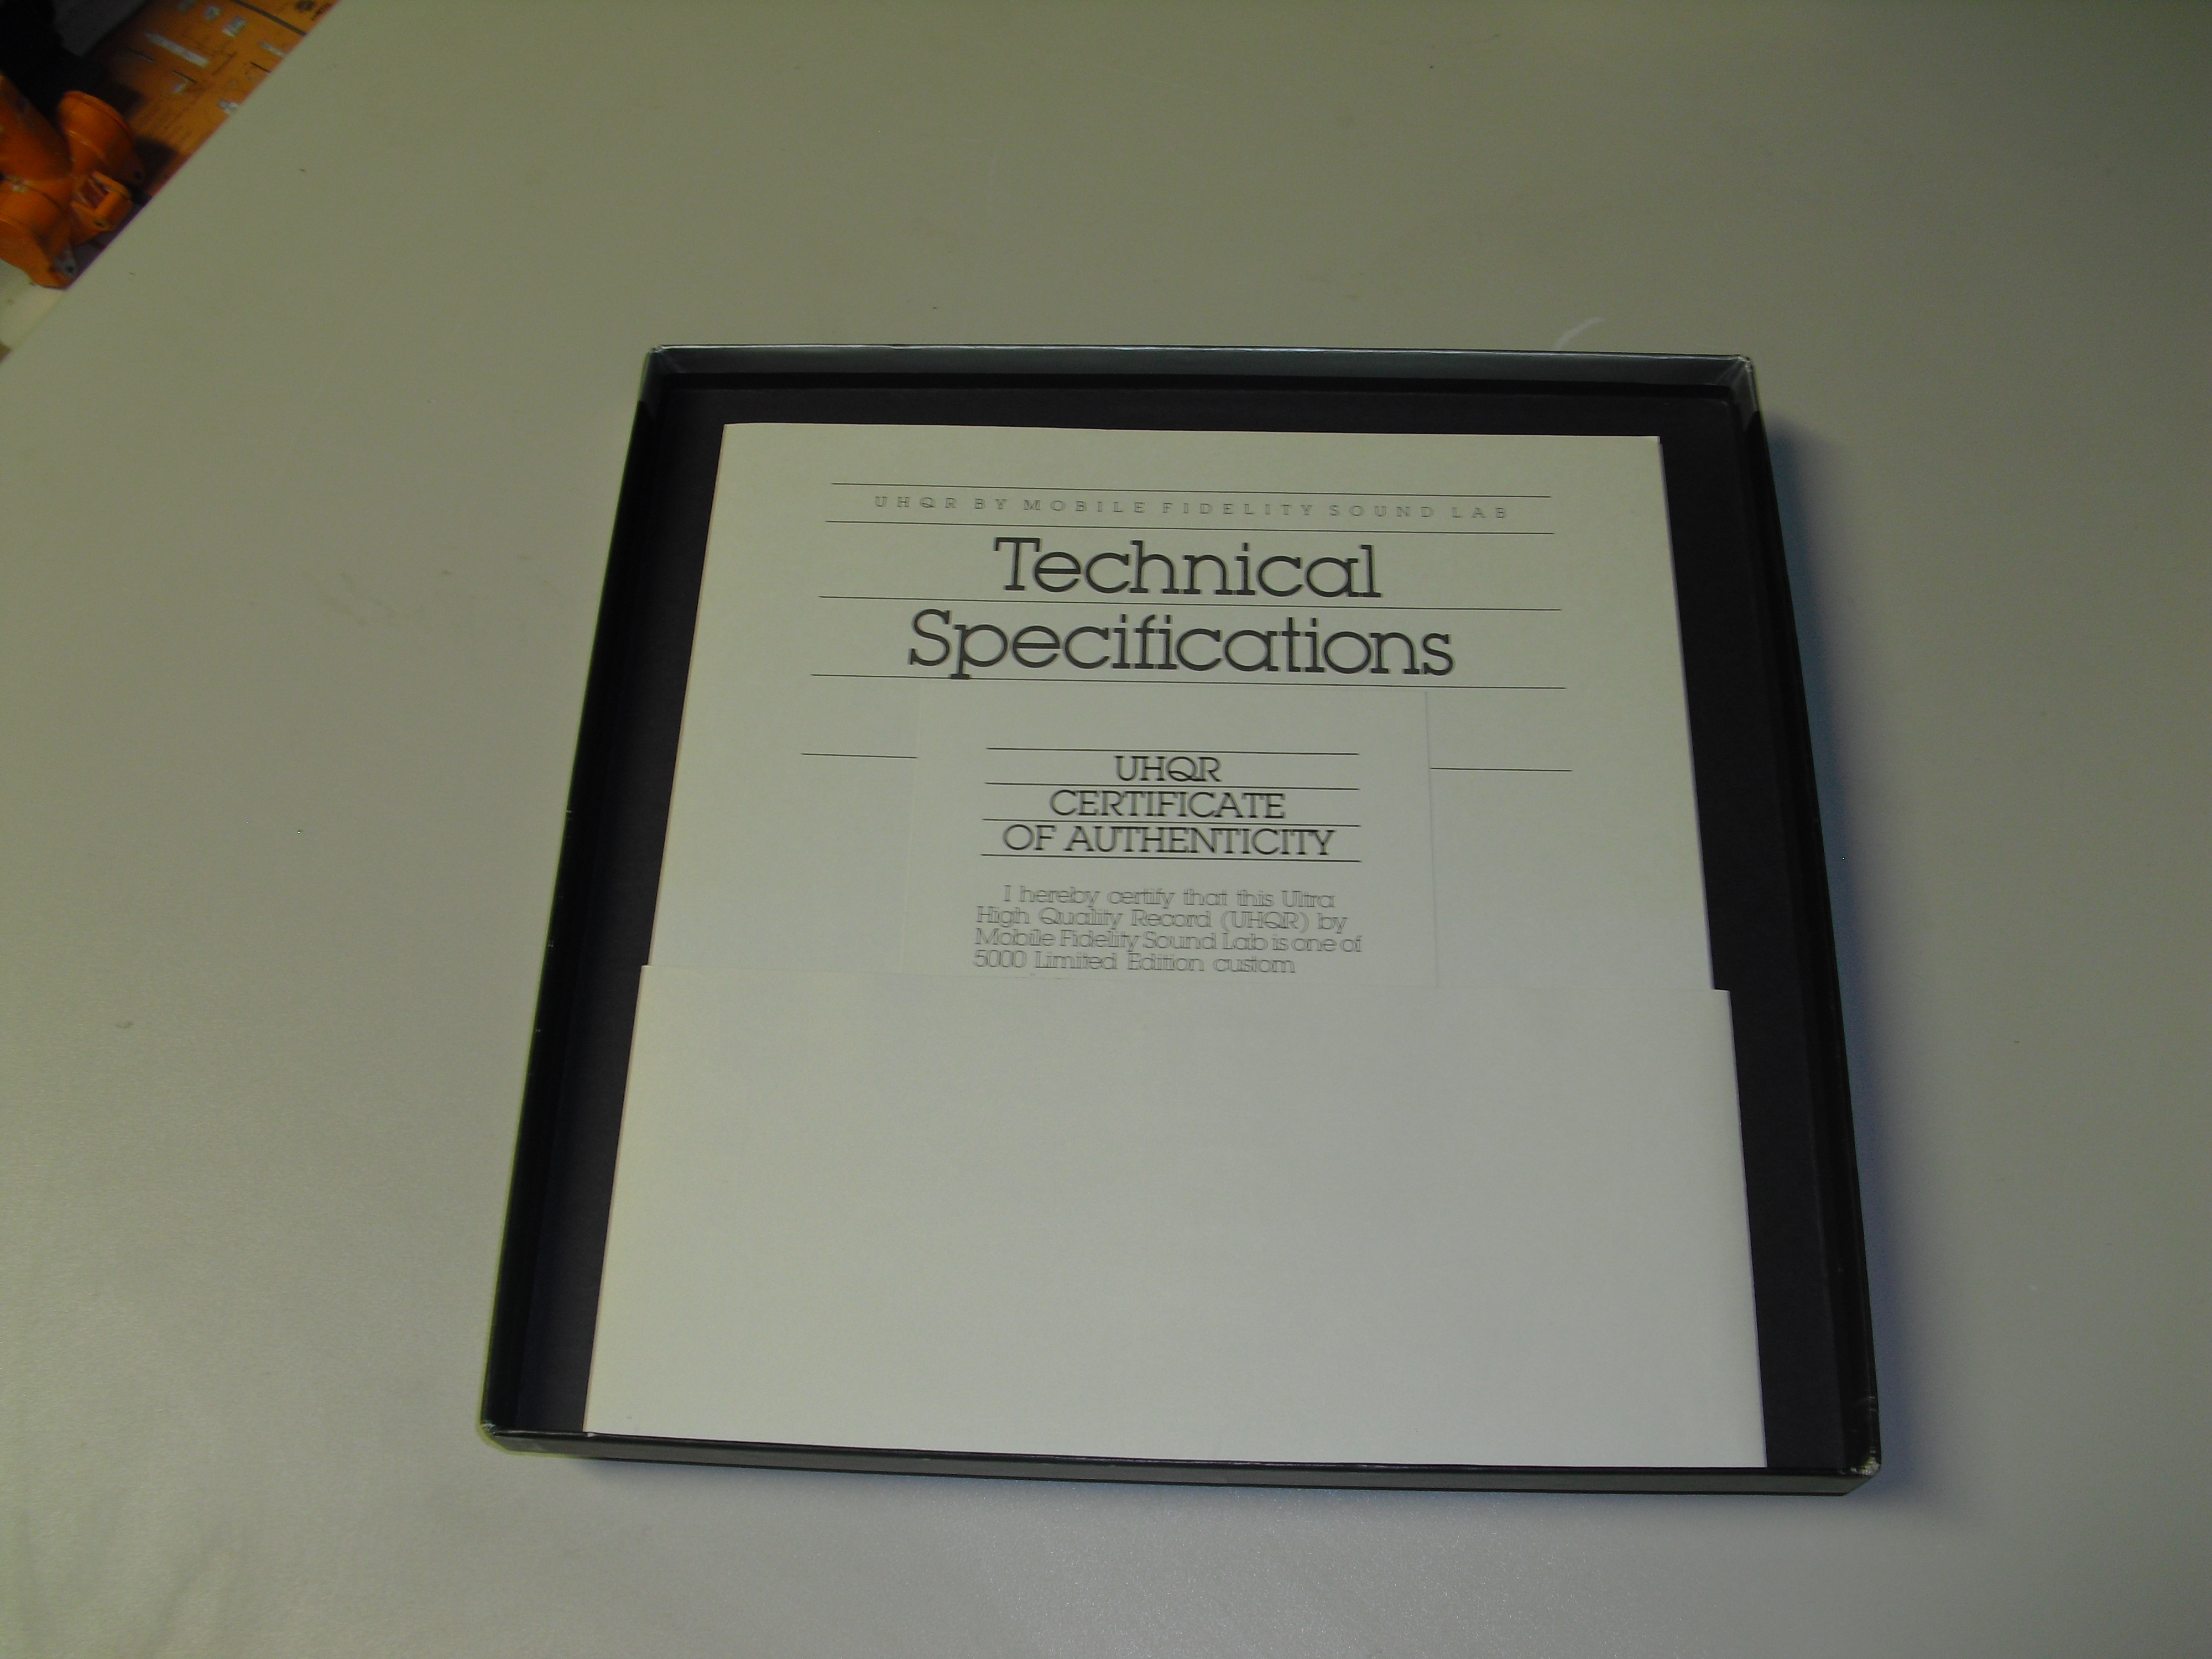 UHQR BY MOBILE FIDELITY SOUND LAB
Technical
Specifications
UHQR
CERTIFICATE
OF AUTHENTICITY
I hereby certify that this Ultra
High Quality Record (UHQR) by
Mobile Fidelity Sound Lab is one of
5000 Limited Edition custom